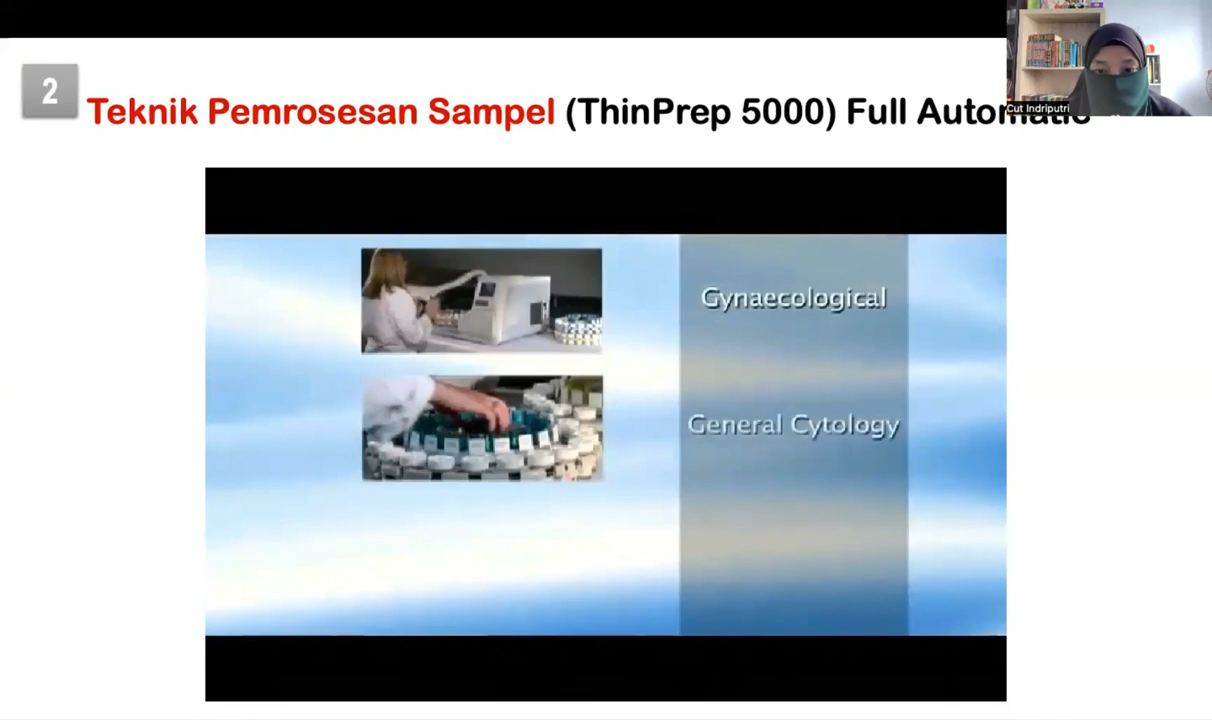 2
Teknik Pemrosesan Sampel (ThinPrep 5000) Full Automatic
Cut Indriputri
Gynaecological
General Cytology